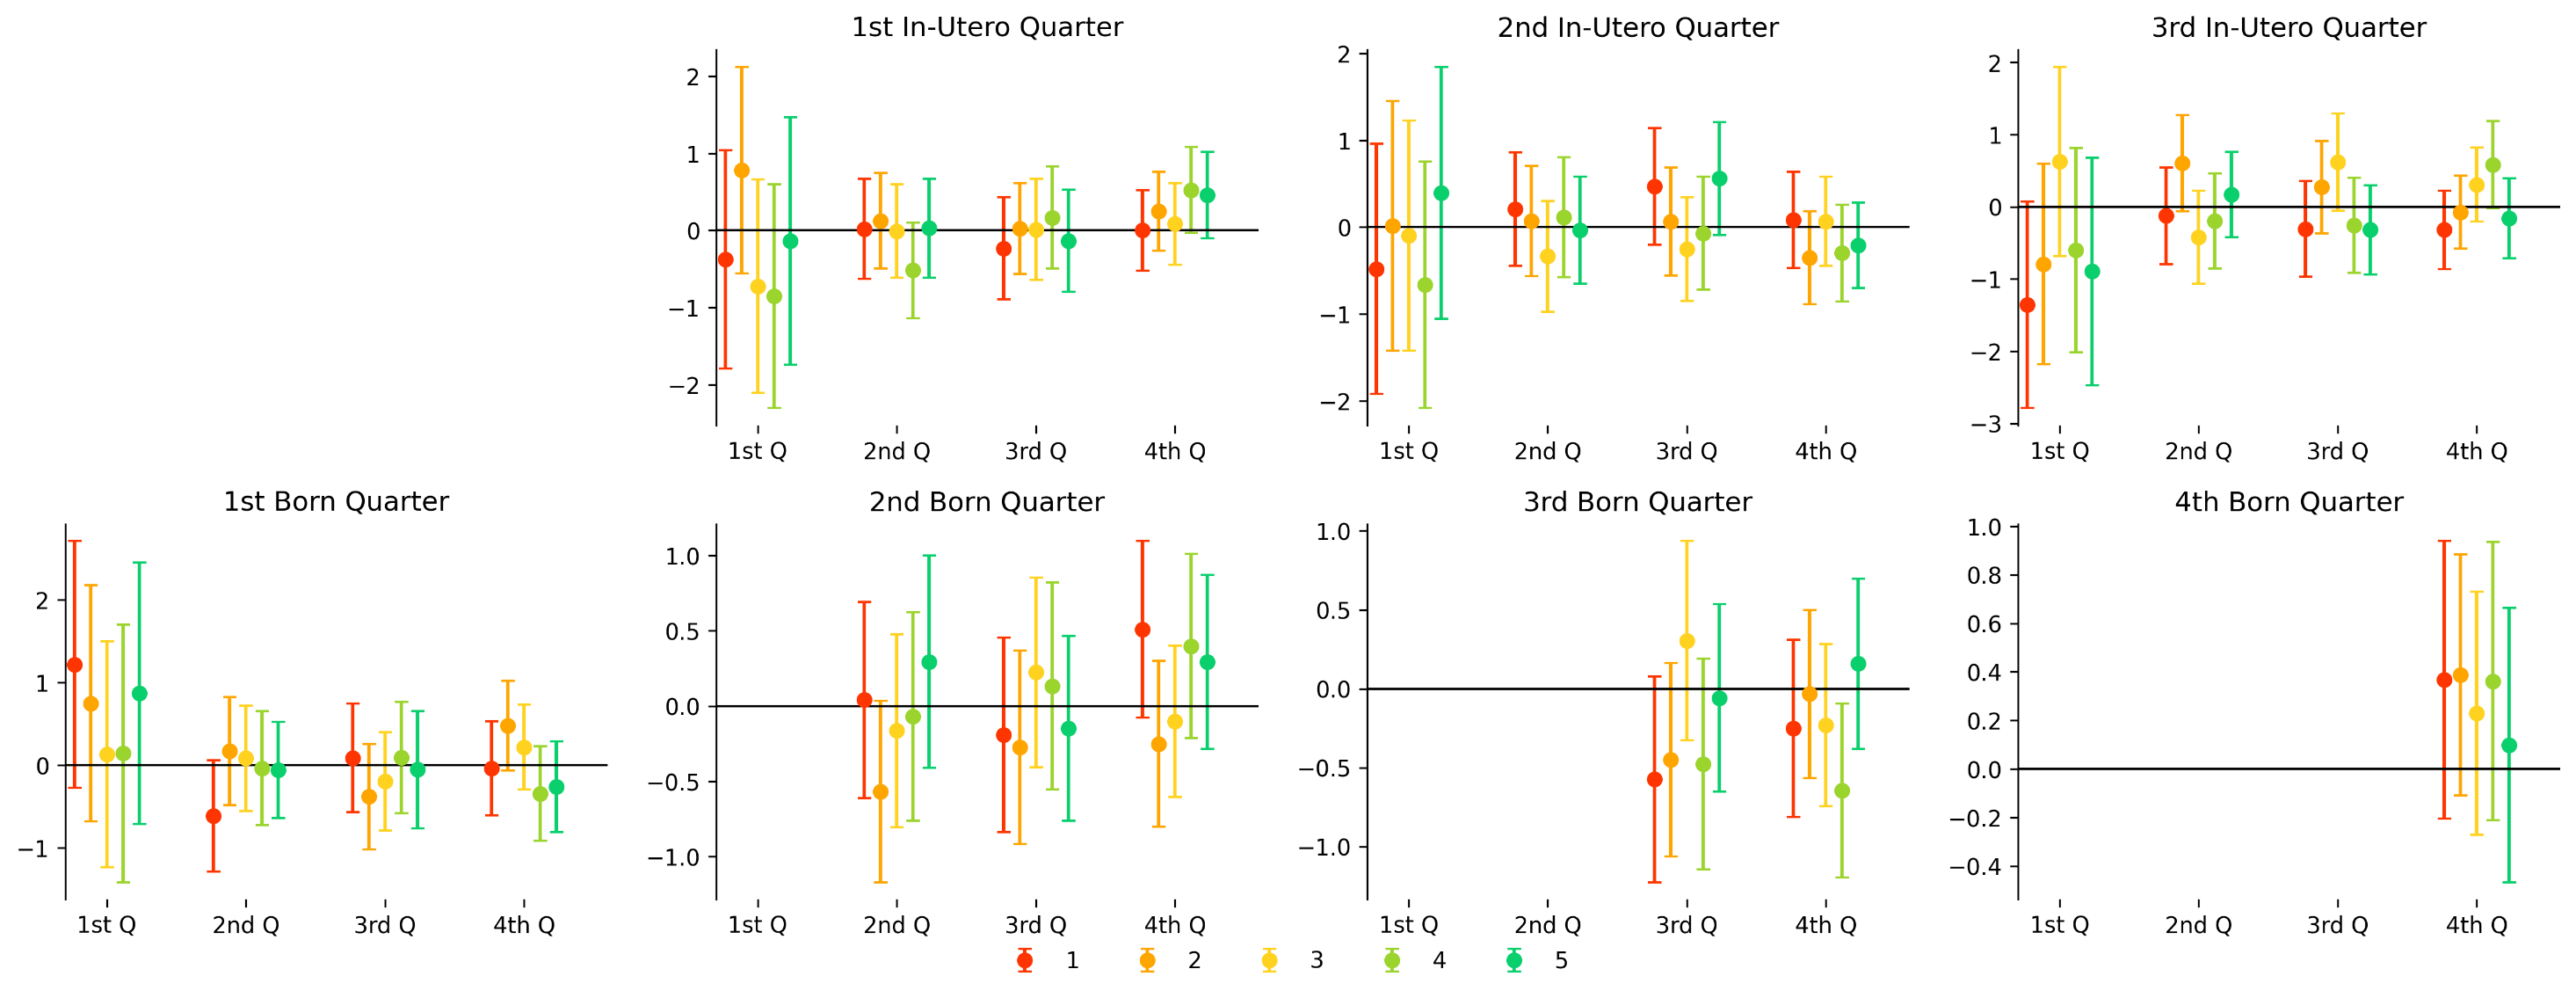 1st In-Utero Quarter
2
1
0
−1
−2
1st Q 2nd Q 3rd Q 4th Q
2nd In-Utero Quarter
2
1
0
−1
−2
1st Q 2nd Q 3rd Q 4th Q
3rd In-Utero Quarter
2
1
0
−1
−2
−3
1st Q 2nd Q 3rd Q 4th Q
1st Born Quarter
2
1
0
−1
1st Q 2nd Q 3rd Q 4th Q
2nd Born Quarter
1.0
0.5
0.0
−0.5
−1.0
1st Q 2nd Q 3rd Q 4th Q
3rd Born Quarter
1.0
0.5
0.0
−0.5
−1.0
1st Q 2nd Q 3rd Q 4th Q
4th Born Quarter
1.0
0.8
0.6
0.4
0.2
0.0
−0.2
−0.4
1st Q 2nd Q 3rd Q 4th Q
1 2 3 4 5